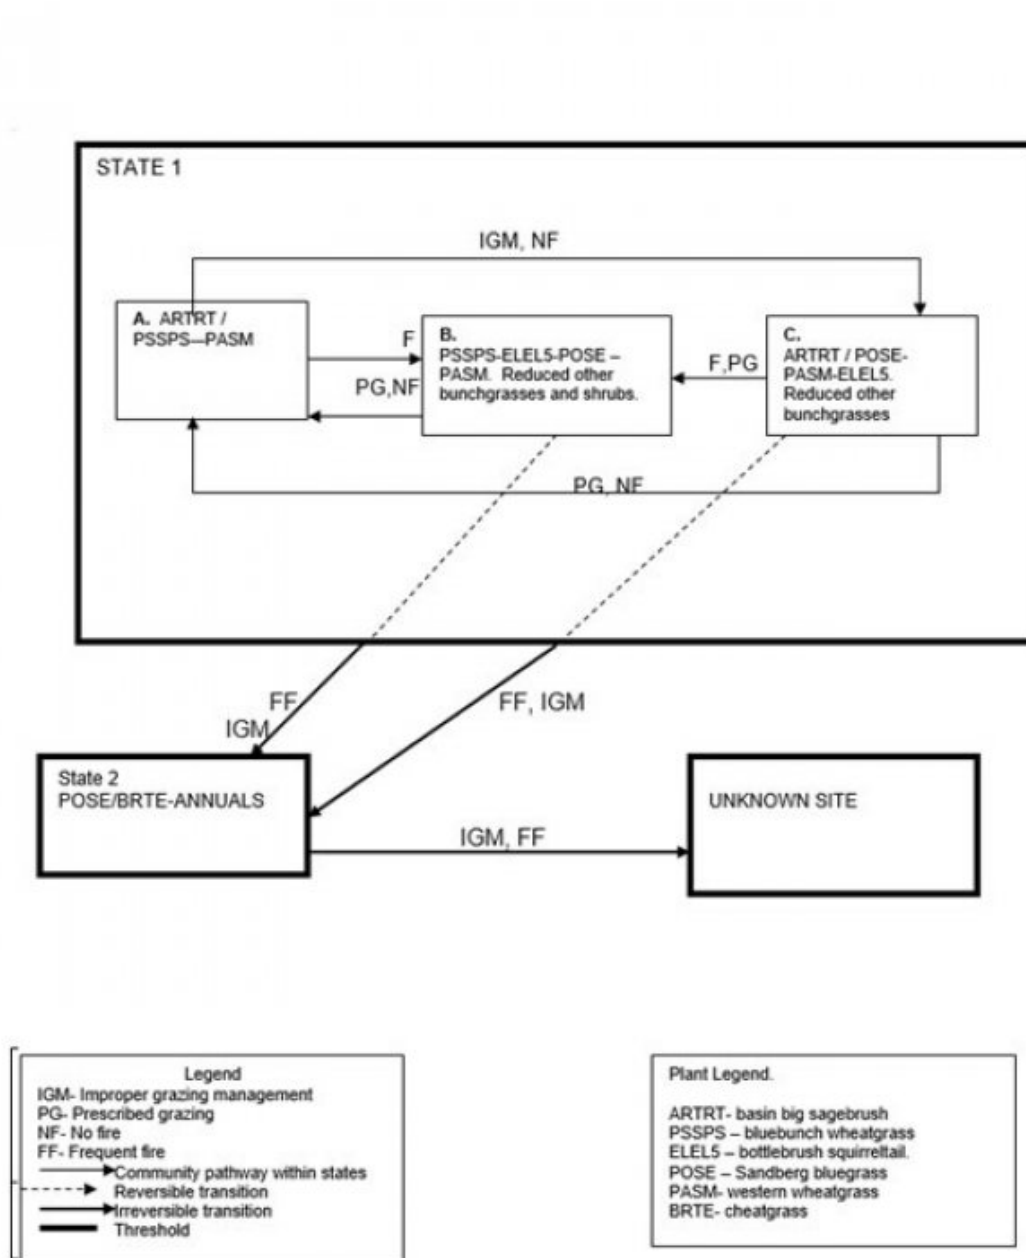 STATE 1
IGM, NF
A. ARTRT /
PSSPS—PASM
F
PG,NF
B.
PSSPS-ELEL5-POSE –
PASM. Reduced other
bunchgrasses and shrubs.
F,PG
C.
ARTRT / POSE-
PASM-ELEL5.
Reduced other
bunchgrasses
PG, NF
FF
IGM
FF, IGM
State 2
POSE/BRTE-ANNUALS
IGM, FF
UNKNOWN SITE
Legend
IGM- Improper grazing management
PG- Prescribed grazing
NF- No fire
FF- Frequent fire
Community pathway within states
Reversible transition
Irreversible transition
Threshold
Plant Legend.
ARTRT- basin big sagebrush
PSSPS – bluebunch wheatgrass
ELEL5 – bottlebrush squirreltail.
POSE – Sandberg bluegrass
PASM- western wheatgrass
BRTE- cheatgrass